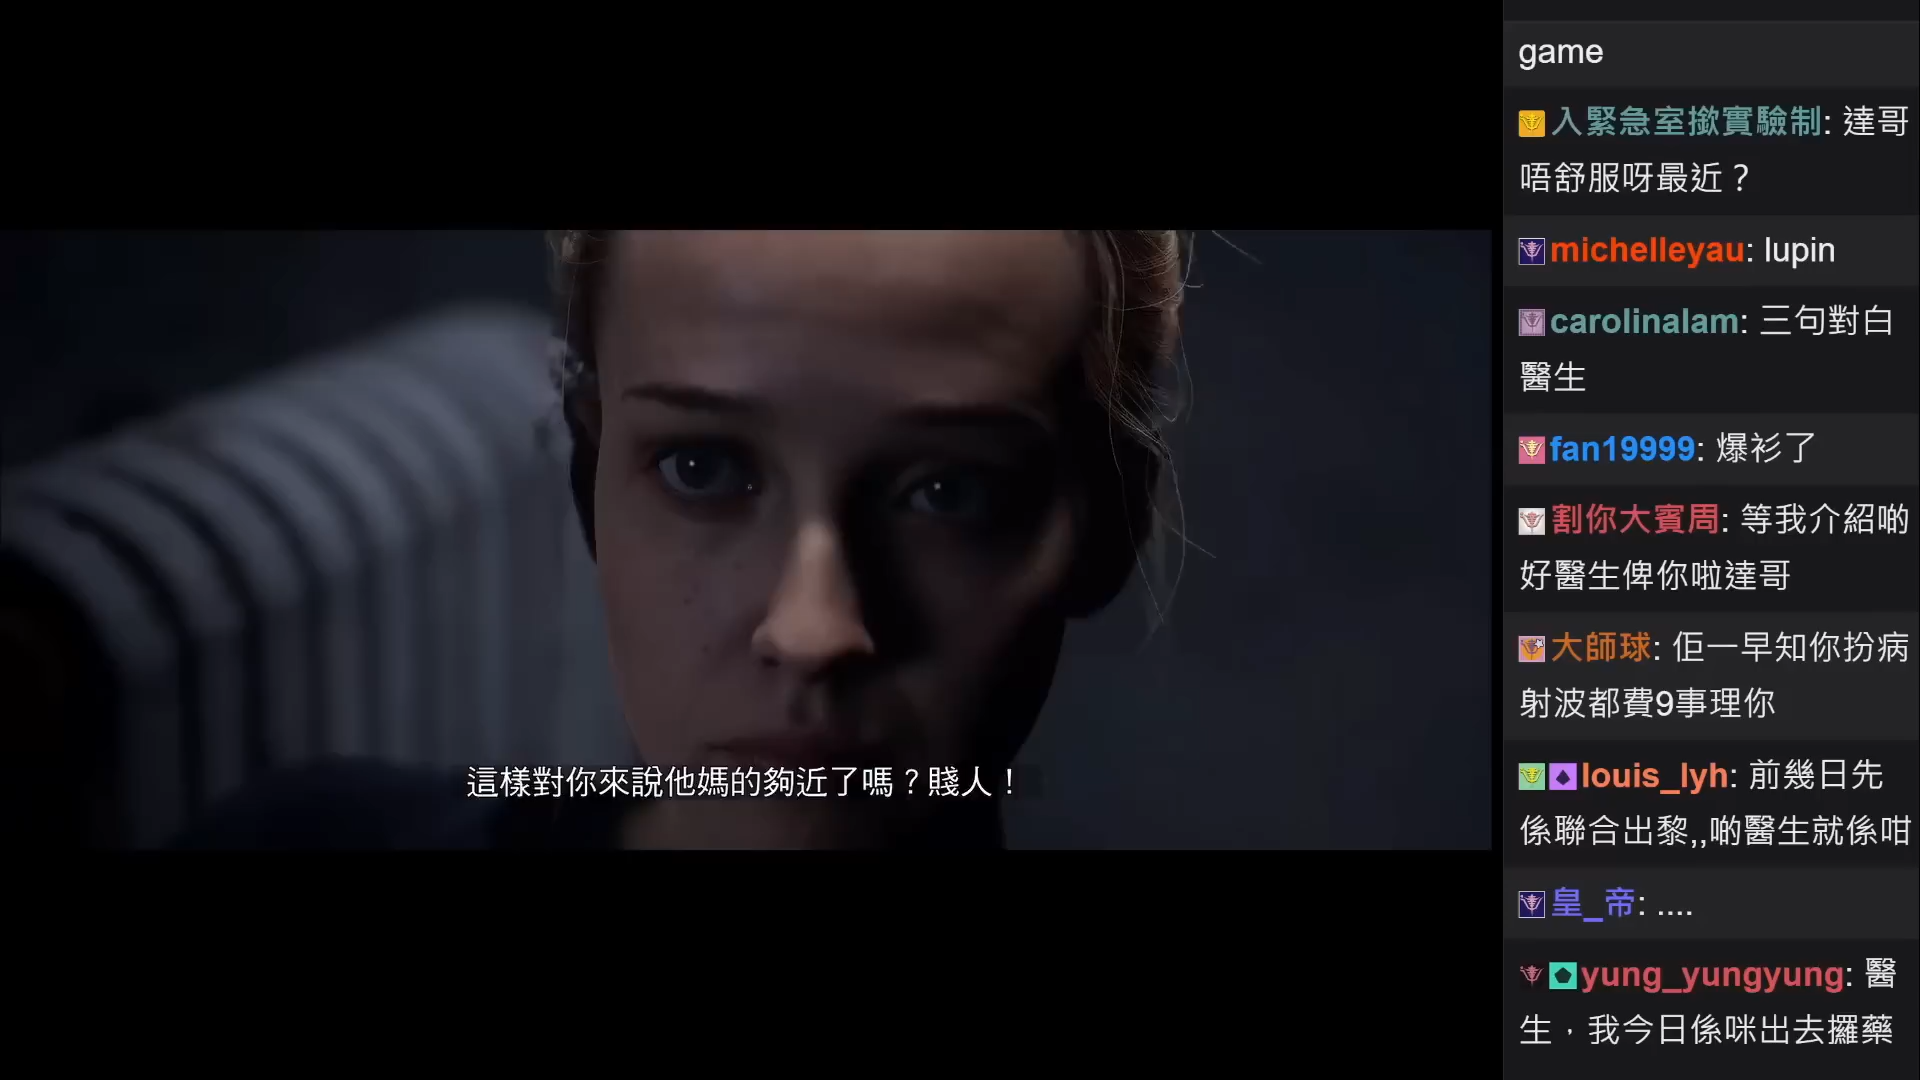 這樣對你來說他媽的夠近了嗎？賤人！
game
入緊急室撳實驗制: 達哥
唔舒服呀最近？
michelleyau: lupin
carolinalam: 三句對白
醫生
fan19999: 爆衫了
割你大賓周: 等我介紹啲
好醫生俾你啦達哥
大師球: 佢一早知你扮病
射波都費9事理你
louis_lyh: 前幾日先
係聯合出黎,,啲醫生就係咁
皇_帝: ....
yung_yungyung: 醫
生，我今日係咪出去攞藥